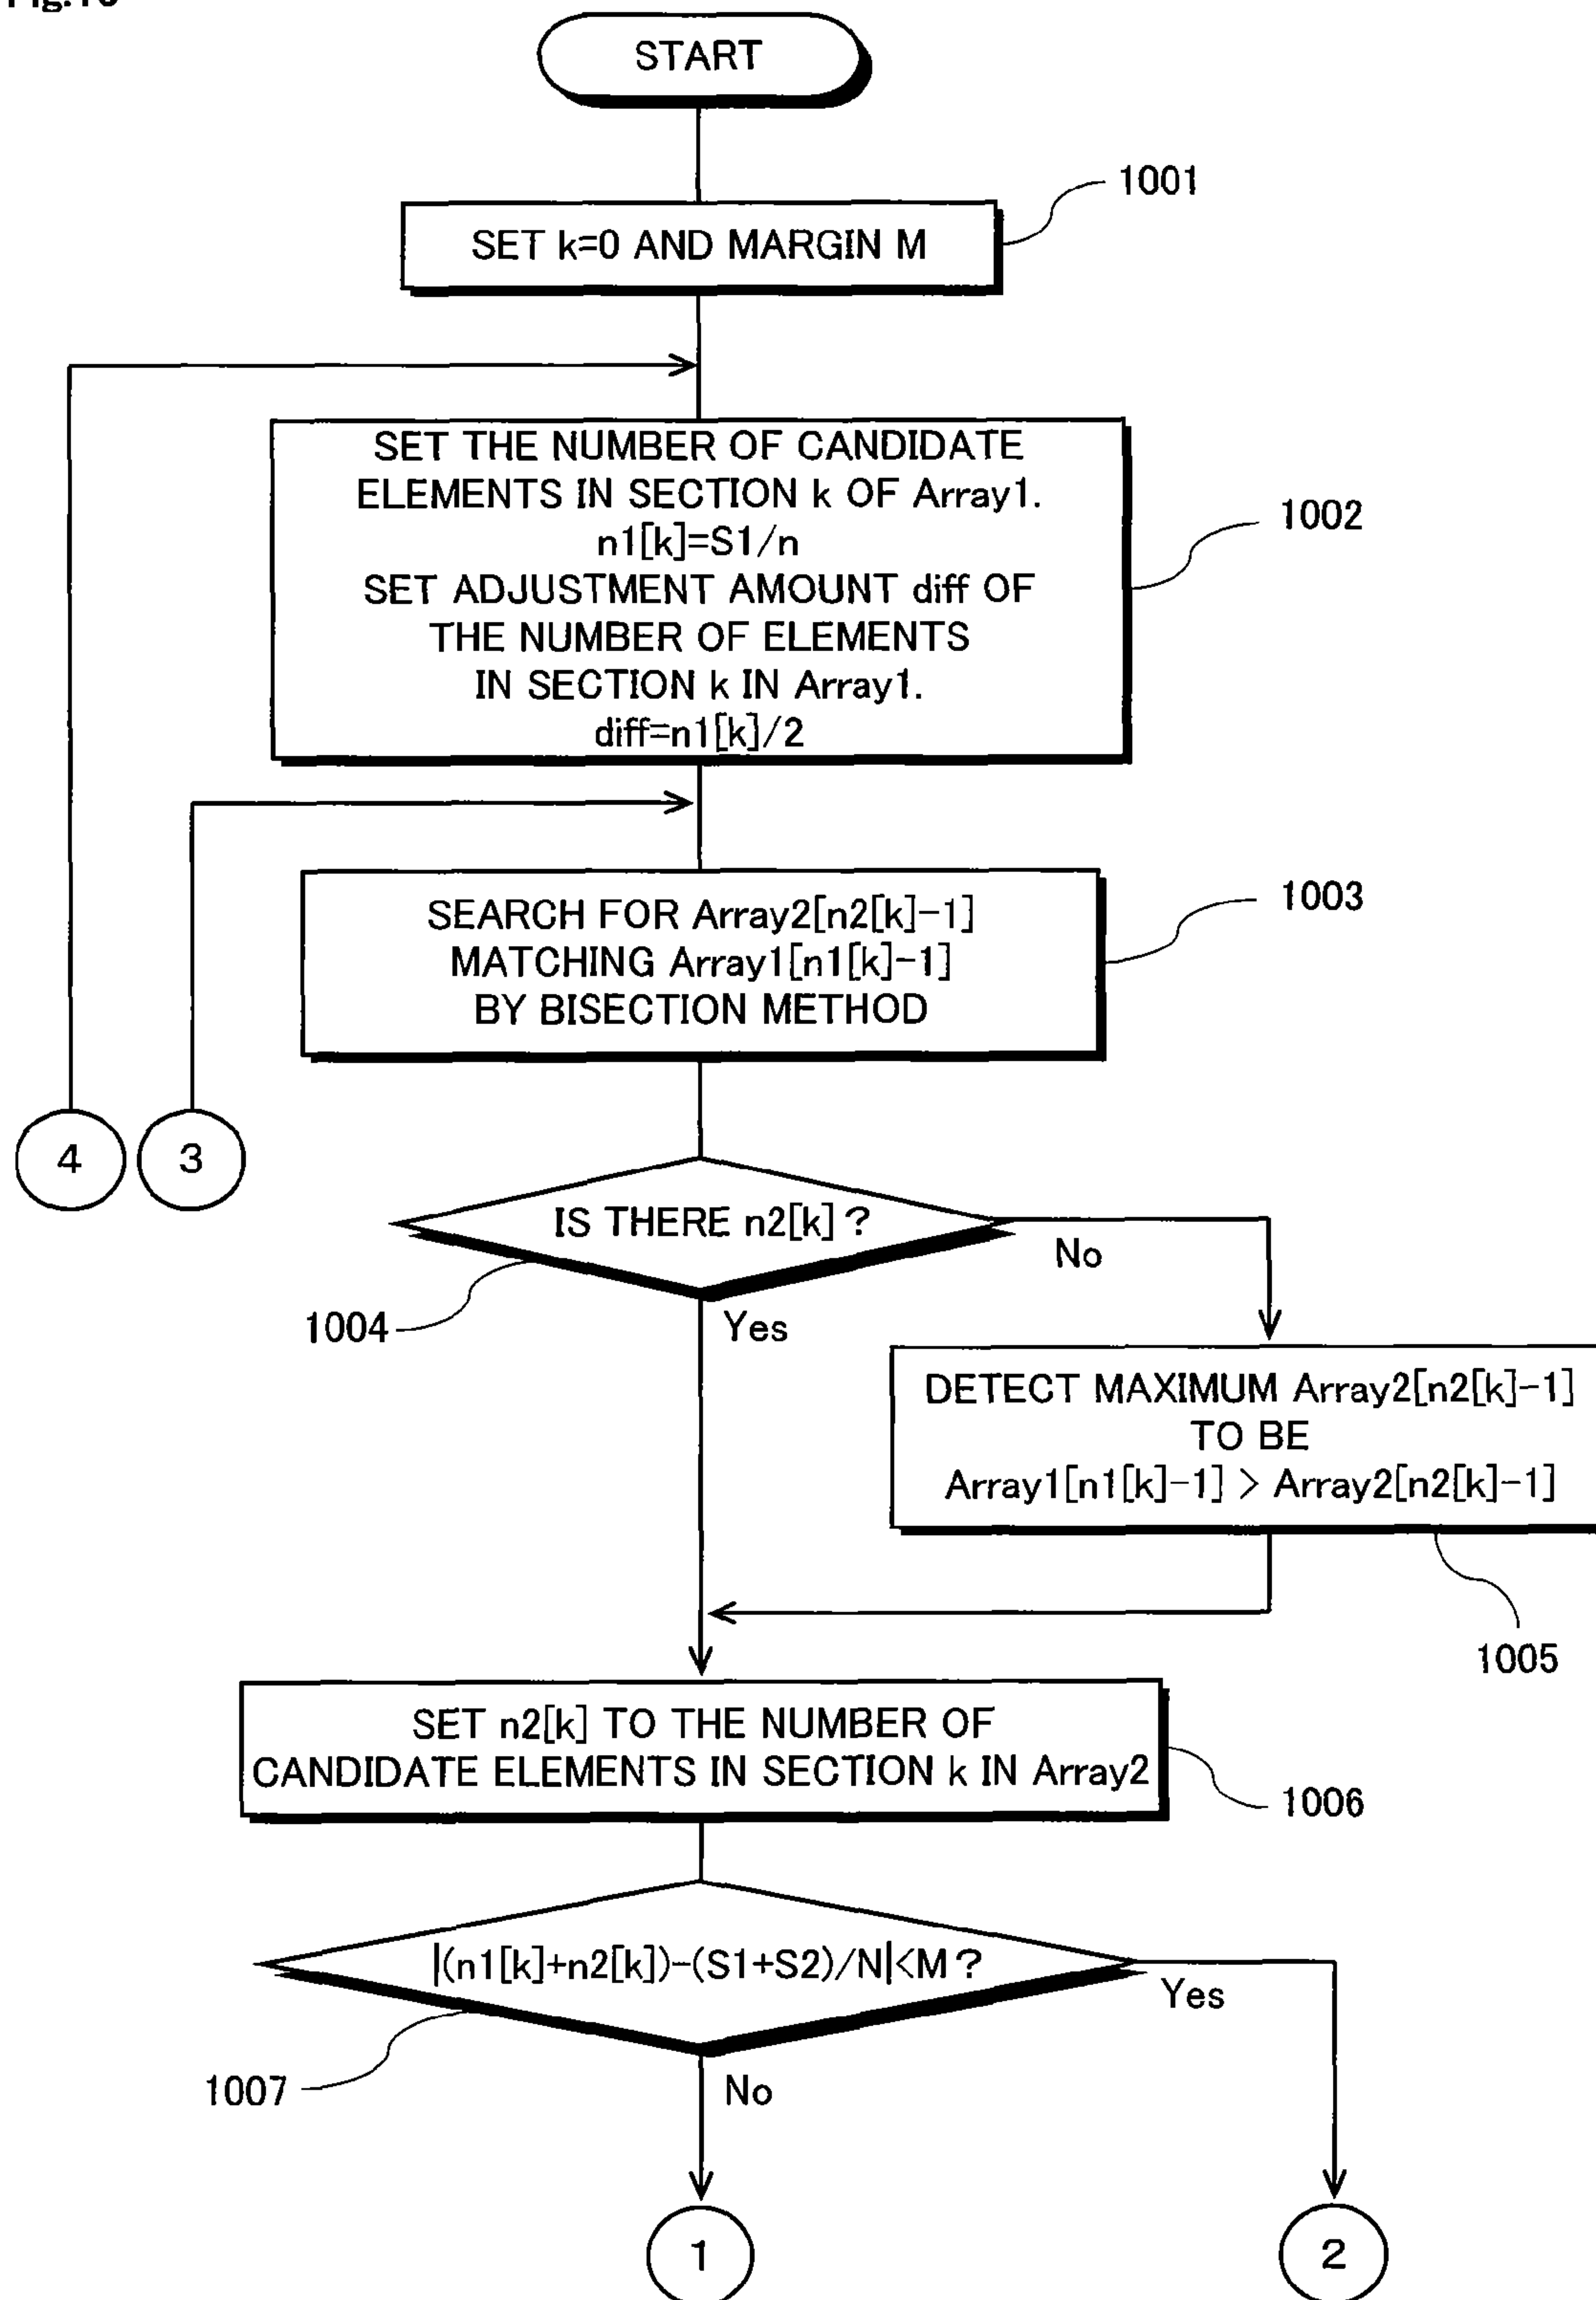 START
1001
SET k=0 AND MARGIN M
SET THE NUMBER OF CANDIDATE
ELEMENTS IN SECTION k OF Array1.
n1[k]=S1/n
SET ADJUSTMENT AMOUNT diff OF
THE NUMBER OF ELEMENTS
IN SECTION k IN Array1.
diff=n1[k]/2
1002
SEARCH FOR Array2[n2[k]-1]
MATCHING Array1[n1[k]-1]
BY BISECTION METHOD
1003
4
3
IS THERE n2[k]?
No
1004
Yes
DETECT MAXIMUM Array2[n2[k]-1]
TO BE
Array1[n1[k]-1] > Array2[n2[k]-1]
1005
SET n2[k] TO THE NUMBER OF
CANDIDATE ELEMENTS IN SECTION k IN Array2
1006
|(n1[k]+n2[k])-(S1+S2)/N|<M?
Yes
1007
No
1
2